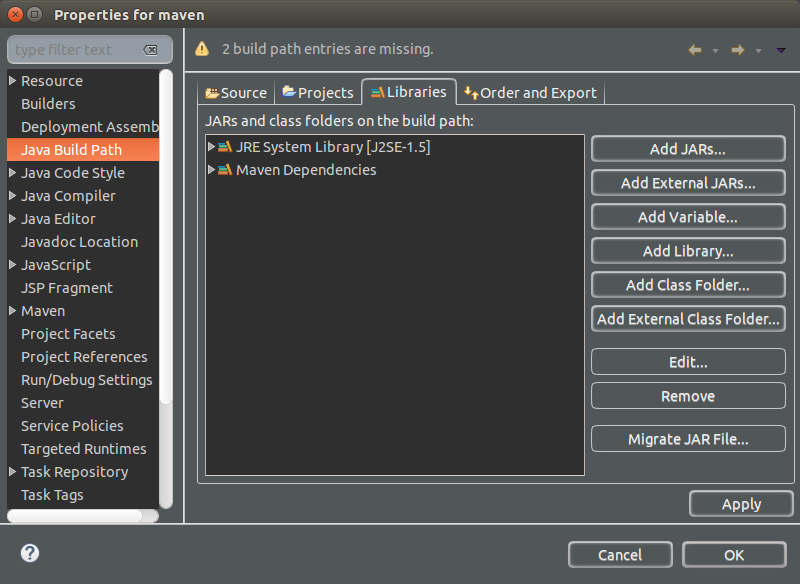 Properties for maven
type filter text
2 build path entries are missing.
Resource
Builders
Deployment Assemb
Java Build Path
Java Code Style
Java Compiler
Java Editor
Javadoc Location
JavaScript
JSP Fragment
Maven
Project Facets
Project References
Run/Debug Settings
Server
Service Policies
Targeted Runtimes
Task Repository
Task Tags
Source
Projects
Libraries
Order and Export
JARs and class folders on the build path:
JRE System Library [J2SE-1.5]
Maven Dependencies
Add JARs...
Add External JARs...
Add Variable...
Add Library...
Add Class Folder...
Add External Class Folder...
Edit...
Remove
Migrate JAR File...
Apply
?
Cancel
OK